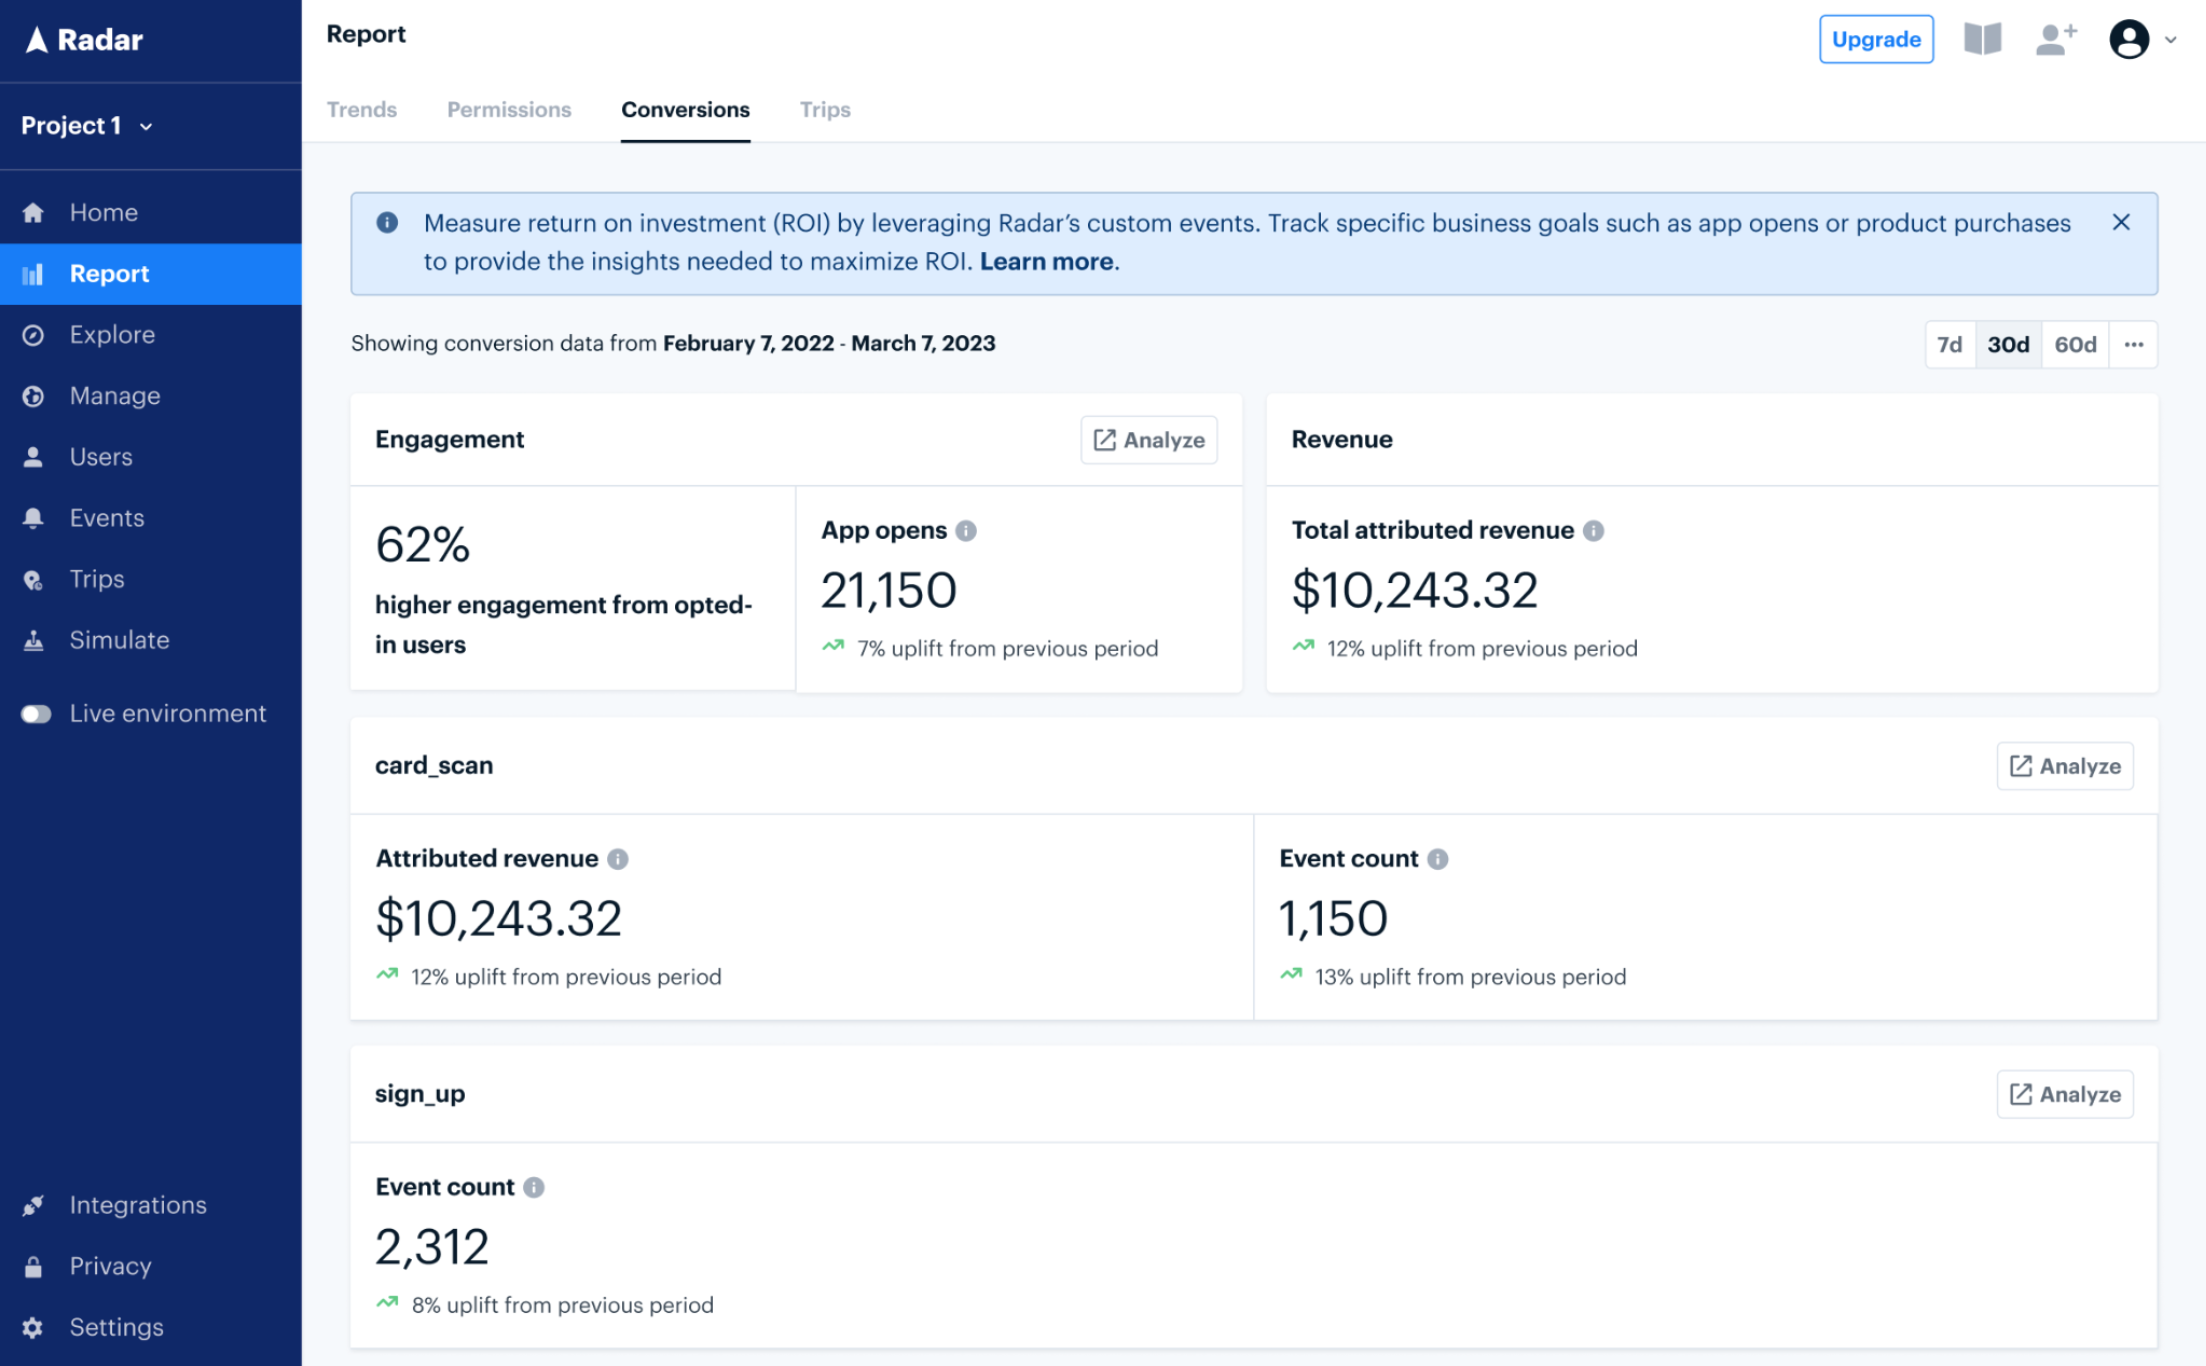 Radar
Project 1
Home
Report
Explore
Manage
Users
Events
Trips
Simulate
Live environment
Integrations
Privacy
Settings
Report
Upgrade
Trends Permissions Conversions Trips
Measure return on investment (ROI) by leveraging Radar’s custom events. Track specific business goals such as app opens or product purchases
to provide the insights needed to maximize ROI. Learn more.
Showing conversion data from February 7, 2022 - March 7, 2023
7d 30d 60d ···
Engagement
Analyze
62%
higher engagement from opted-
in users
App opens
21,150
7% uplift from previous period
Revenue
Total attributed revenue
$10,243.32
12% uplift from previous period
card_scan
Analyze
Attributed revenue
$10,243.32
12% uplift from previous period
Event count
1,150
13% uplift from previous period
sign_up
Analyze
Event count
2,312
8% uplift from previous period